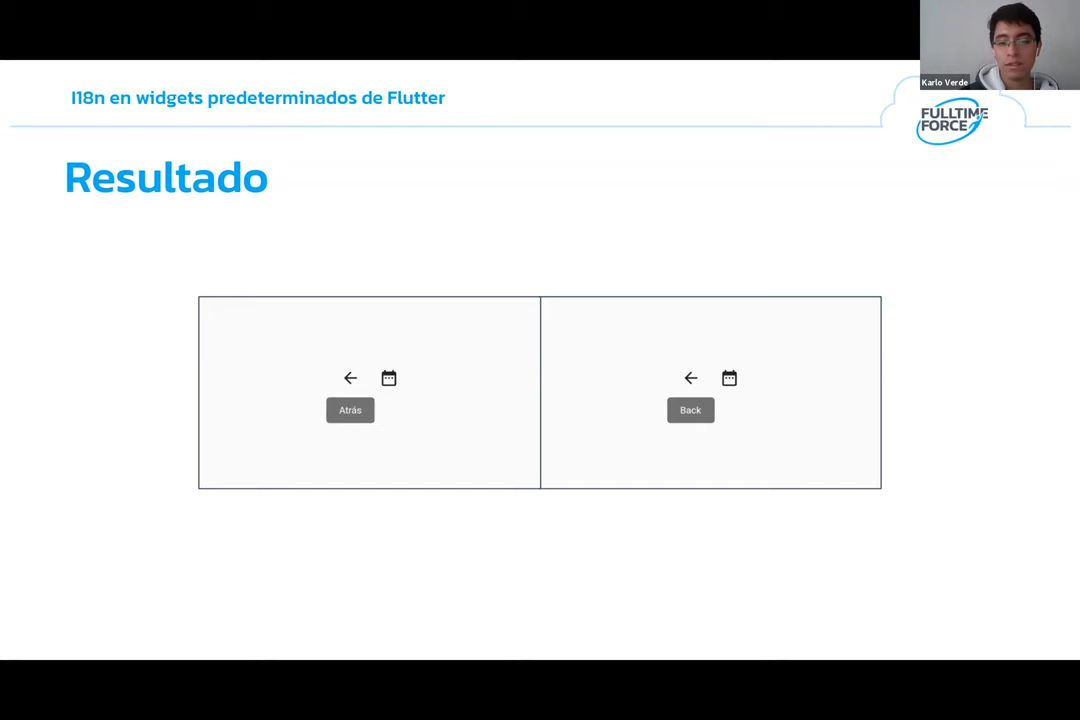 Karlo Verde
I18n en widgets predeterminados de Flutter
FULLTIME
FORCE
Resultado
Atrás
Back